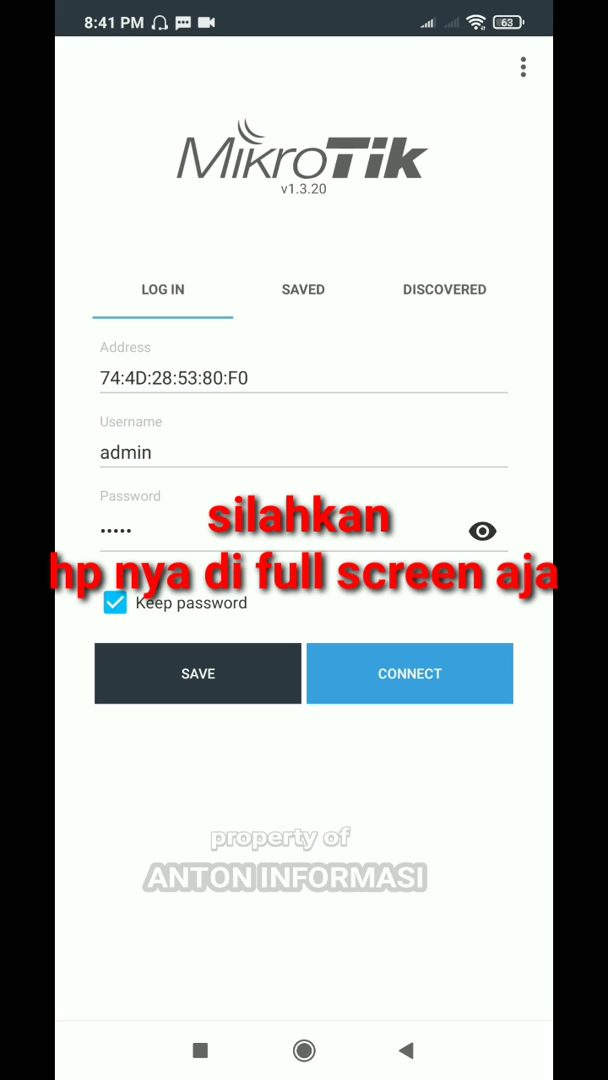 8:41 PM
63
MikroTik
v1.3.20
LOG IN
SAVED
DISCOVERED
Address
74:4D:28:53:80:F0
Username
admin
Password
•••••
silahkan
hp nya di full screen aja
Keep password
SAVE
CONNECT
property of
ANTON INFORMASI